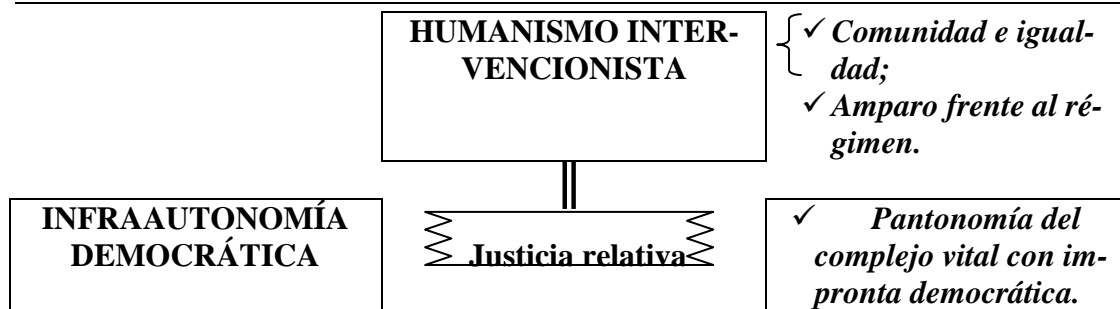 HUMANISMO INTER-
VENCIONISTA
✓ Comunidad e igual-
dad;
✓ Amparo frente al ré-
gimen.
INFRAAUTONOMÍA
DEMOCRÁTICA
Justicia relativa
✓ Pantonomía del
complejo vital con im-
pronta democrática.